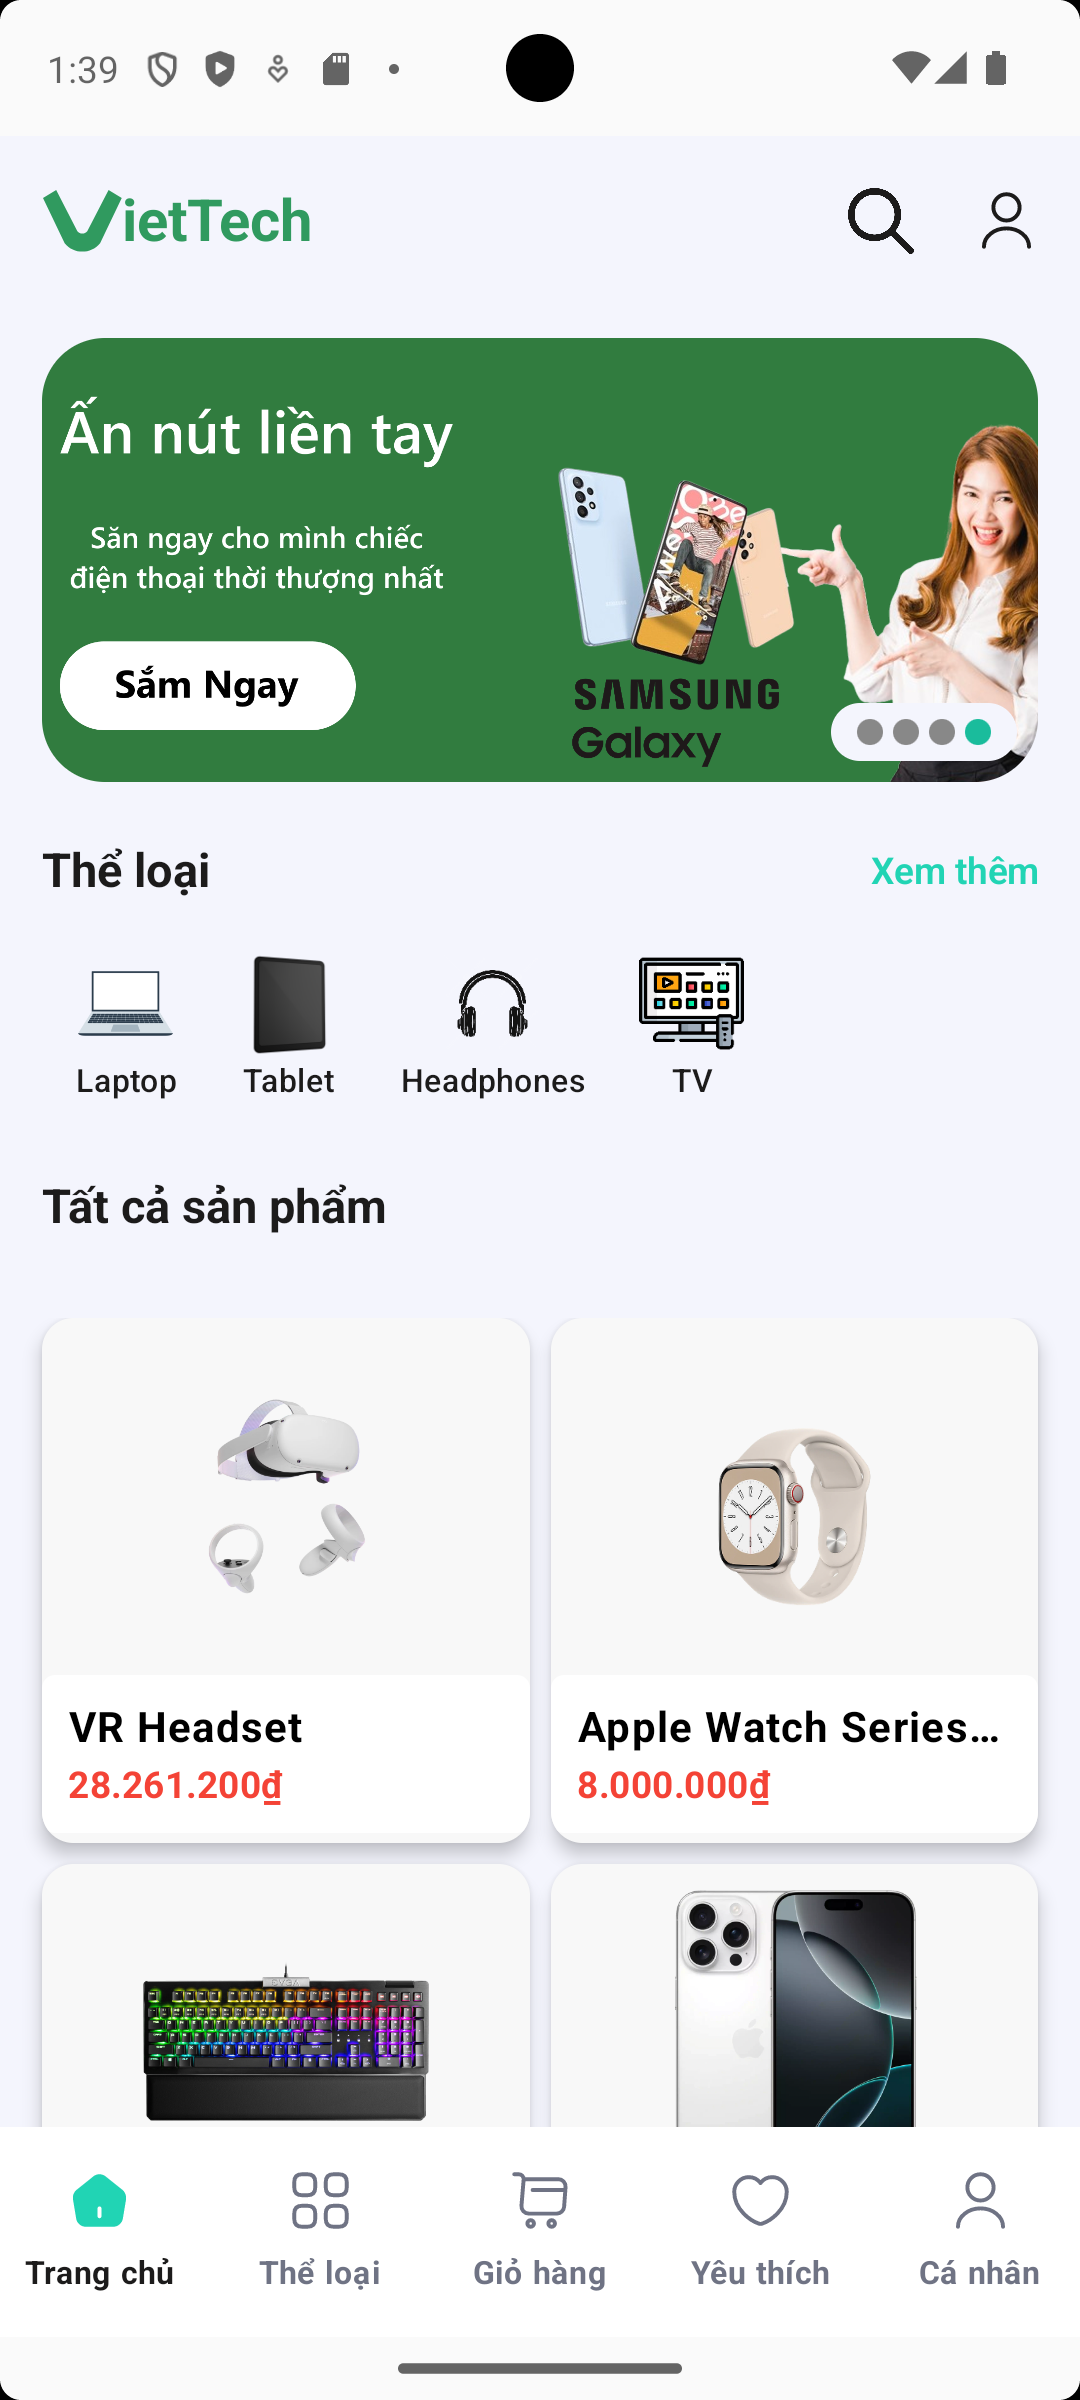 1:39
VietTech
Ấn nút liền tay
Săn ngay cho mình chiếc
điện thoại thời thượng nhất
Sắm Ngay
Awesome
SAMSUNG
Galaxy
Thể loại
Xem thêm
Laptop
Tablet
Headphones
TV
Tất cả sản phẩm
VR Headset
Apple Watch Series...
28.261.200₫
8.000.000₫
EVGA
Trang chủ
Thể loại
Giỏ hàng
Yêu thích
Cá nhân